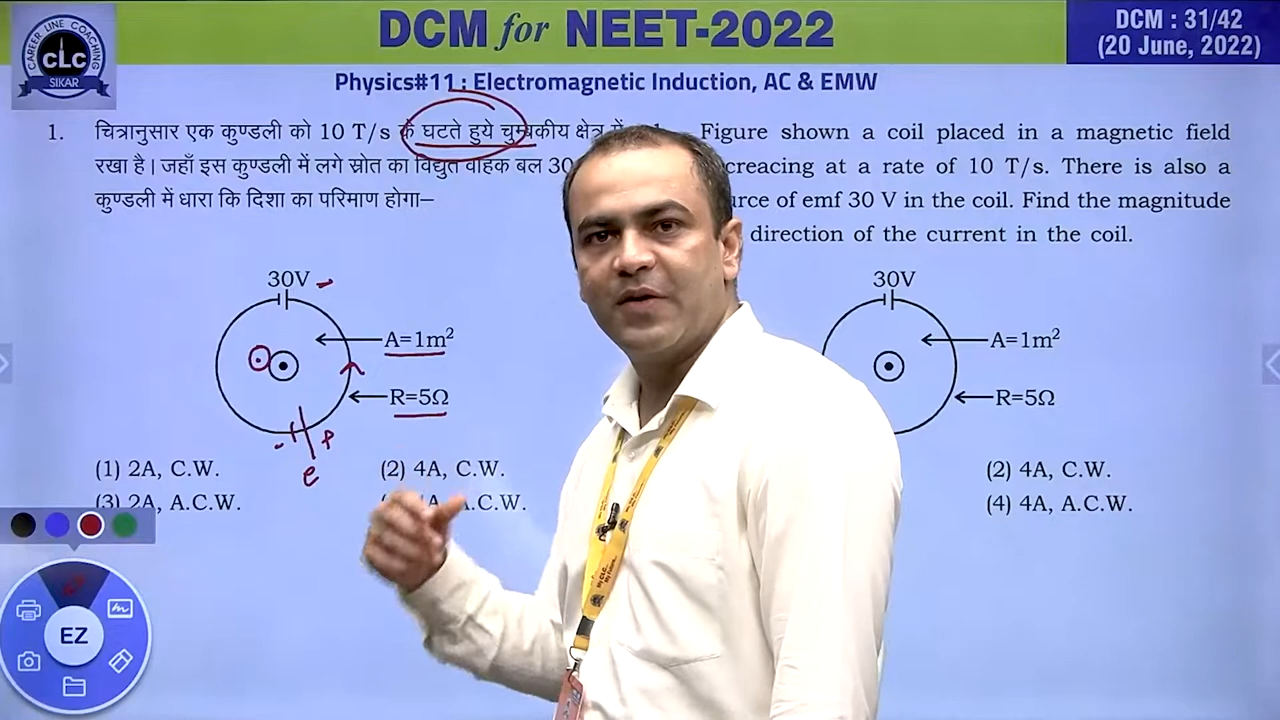 DCM for NEET-2022
DCM : 31/42
(20 June, 2022)
CAREER LINE COACHING
CLC
SIKAR
Physics#11 : Electromagnetic Induction, AC & EMW
1. चित्रानुसार एक कुण्डली को 10 T/s के घटते हुये चुम्बकीय क्षेत्र में
रखा है। जहाँ इस कुण्डली में लगे स्रोत का विद्युत वाहक बल 30
कुण्डली में धारा कि दिशा का परिमाण होगा–
Figure shown a coil placed in a magnetic field
creacing at a rate of 10 T/s. There is also a
urce of emf 30 V in the coil. Find the magnitude
direction of the current in the coil.
30V
A=1m²
R=5Ω
- P
e
(1) 2A, C.W. (2) 4A, C.W.
(3) 2A, A.C.W. A.C.W.
30V
A=1m²
R=5Ω
(2) 4A, C.W.
(4) 4A, A.C.W.
EZ